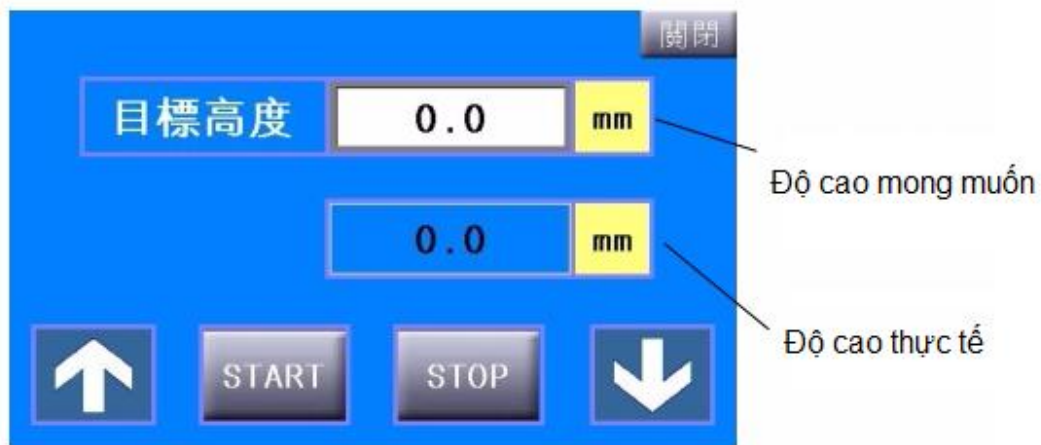 關閉
目標高度 0.0 mm
Độ cao mong muốn
0.0 mm
Độ cao thực tế
START STOP